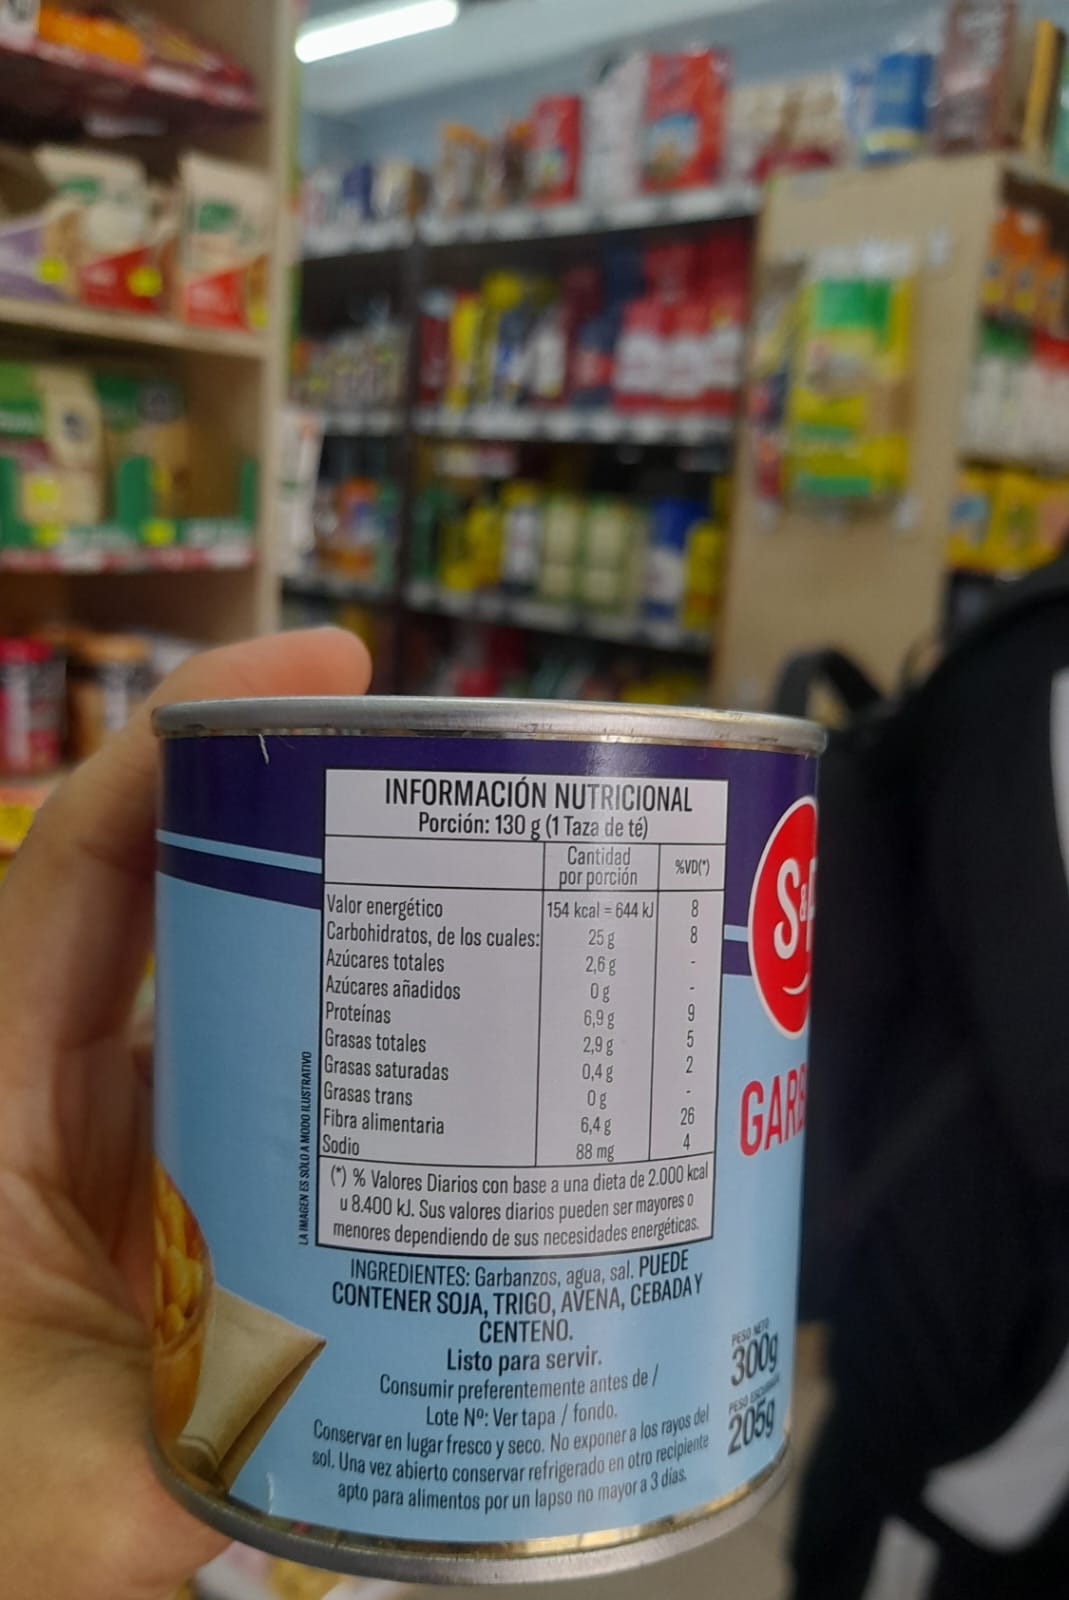 INFORMACIÓN NUTRICIONAL
Porción: 130 g (1 Taza de té)
Cantidad por porción %VD(*)
Valor energético 154 kcal = 644 kJ 8
Carbohidratos, de los cuales: 25 g 8
Azúcares totales 2,6 g -
Azúcares añadidos 0 g -
Proteínas 6,9 g 9
Grasas totales 2,9 g 5
Grasas saturadas 0,4 g 2
Grasas trans 0 g -
Fibra alimentaria 6,4 g 26
Sodio 88 mg 4
(*) % Valores Diarios con base a una dieta de 2.000 kcal
u 8.400 kJ. Sus valores diarios pueden ser mayores o
menores dependiendo de sus necesidades energéticas.
LA IMAGEN ES SÓLO A MODO ILUSTRATIVO
INGREDIENTES: Garbanzos, agua, sal. PUEDE
CONTENER SOJA, TRIGO, AVENA, CEBADA Y
CENTENO.
Listo para servir.
Consumir preferentemente antes de /
Lote Nº: Ver tapa / fondo.
Conservar en lugar fresco y seco. No exponer a los rayos del
sol. Una vez abierto conservar refrigerado en otro recipiente
apto para alimentos por un lapso no mayor a 3 días.
S&
GARB
PESO NETO
300g
PESO ESCURRIDO
205g